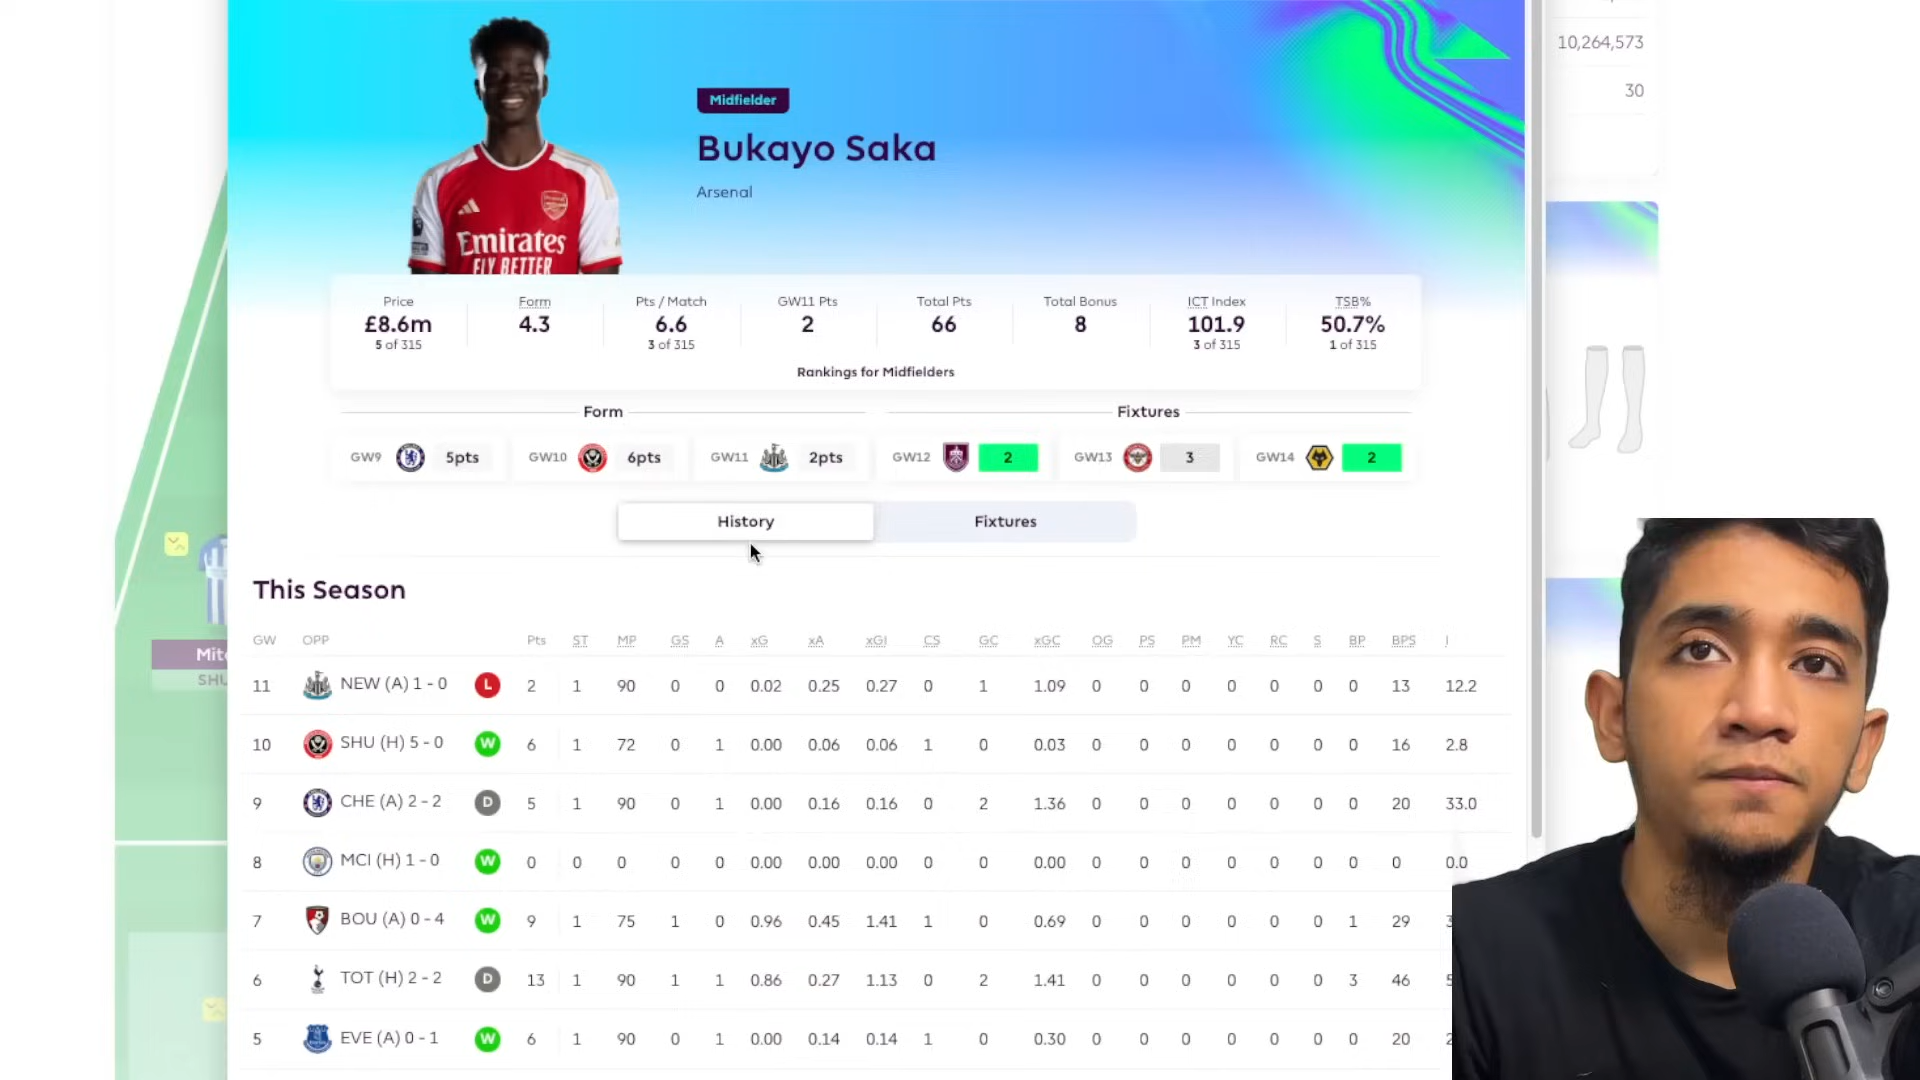 10,264,573
30
Midfielder
Bukayo Saka
Arsenal
Emirates
FLY BETTER
Price Form Pts / Match GW11 Pts Total Pts Total Bonus ICT Index TSB%
£8.6m 4.3 6.6 2 66 8 101.9 50.7%
5 of 315 3 of 315 3 of 315 1 of 315
Rankings for Midfielders
Form Fixtures
GW9 5pts GW10 6pts GW11 2pts GW12 2 GW13 3 GW14 2
History Fixtures
This Season
Mit
SHU
GW OPP Pts ST MP GS A xG xA xGI CS GC xGC OG PS PM YC RC S BP BPS I
11 NEW (A) 1 - 0 L 2 1 90 0 0 0.02 0.25 0.27 0 1 1.09 0 0 0 0 0 0 0 13 12.2
10 SHU (H) 5 - 0 W 6 1 72 0 1 0.00 0.06 0.06 1 0 0.03 0 0 0 0 0 0 0 16 2.8
9 CHE (A) 2 - 2 D 5 1 90 0 1 0.00 0.16 0.16 0 2 1.36 0 0 0 0 0 0 0 20 33.0
8 MCI (H) 1 - 0 W 0 0 0 0 0 0.00 0.00 0.00 0 0 0.00 0 0 0 0 0 0 0 0 0.0
7 BOU (A) 0 - 4 W 9 1 75 1 0 0.96 0.45 1.41 1 0 0.69 0 0 0 0 0 0 1 29
6 TOT (H) 2 - 2 D 13 1 90 1 1 0.86 0.27 1.13 0 2 1.41 0 0 0 0 0 0 3 46
5 EVE (A) 0 - 1 W 6 1 90 0 1 0.00 0.14 0.14 1 0 0.30 0 0 0 0 0 0 0 20